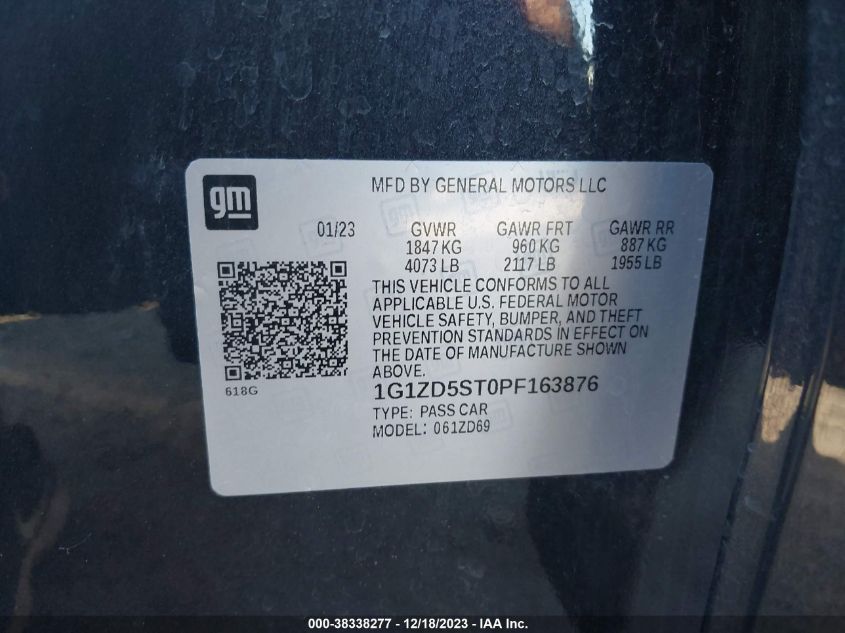 gm
MFD BY GENERAL MOTORS LLC
01/23 GVWR GAWR FRT GAWR RR
1847 KG 960 KG 887 KG
4073 LB 2117 LB 1955 LB
THIS VEHICLE CONFORMS TO ALL
APPLICABLE U.S. FEDERAL MOTOR
VEHICLE SAFETY, BUMPER, AND THEFT
PREVENTION STANDARDS IN EFFECT ON
THE DATE OF MANUFACTURE SHOWN
ABOVE.
618G
1G1ZD5ST0PF163876
TYPE: PASS CAR
MODEL: 061ZD69
000-38338277 - 12/18/2023 - IAA Inc.